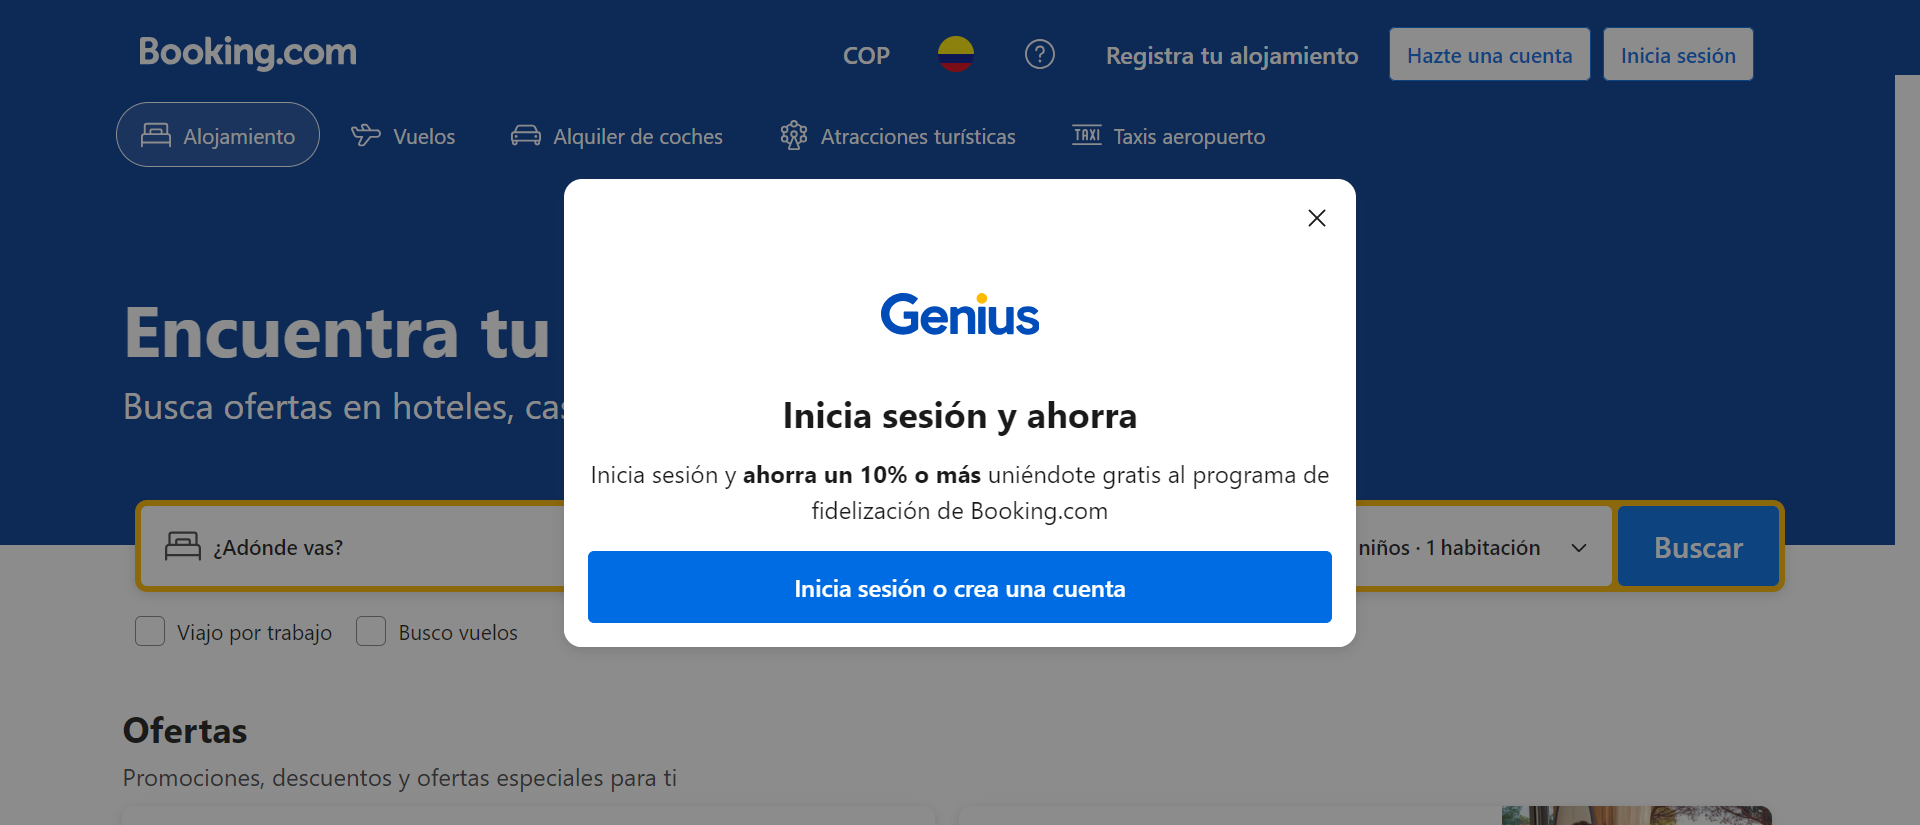 Booking.com
COP
Registra tu alojamiento
Hazte una cuenta
Inicia sesión
Alojamiento
Vuelos
Alquiler de coches
Atracciones turísticas
TAXI
Taxis aeropuerto
Genius
Inicia sesión y ahorra
Inicia sesión y ahorra un 10% o más uniéndote gratis al programa de
fidelización de Booking.com
Inicia sesión o crea una cuenta
Encuentra tu
Busca ofertas en hoteles,
¿Adónde vas?
niños · 1 habitación
Buscar
Viajo por trabajo
Busco vuelos
Ofertas
Promociones, descuentos y ofertas especiales para ti